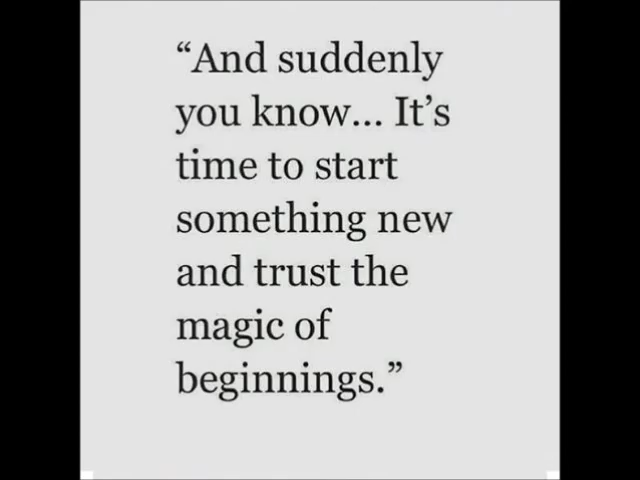 “And suddenly
you know... It’s
time to start
something new
and trust the
magic of
beginnings.”